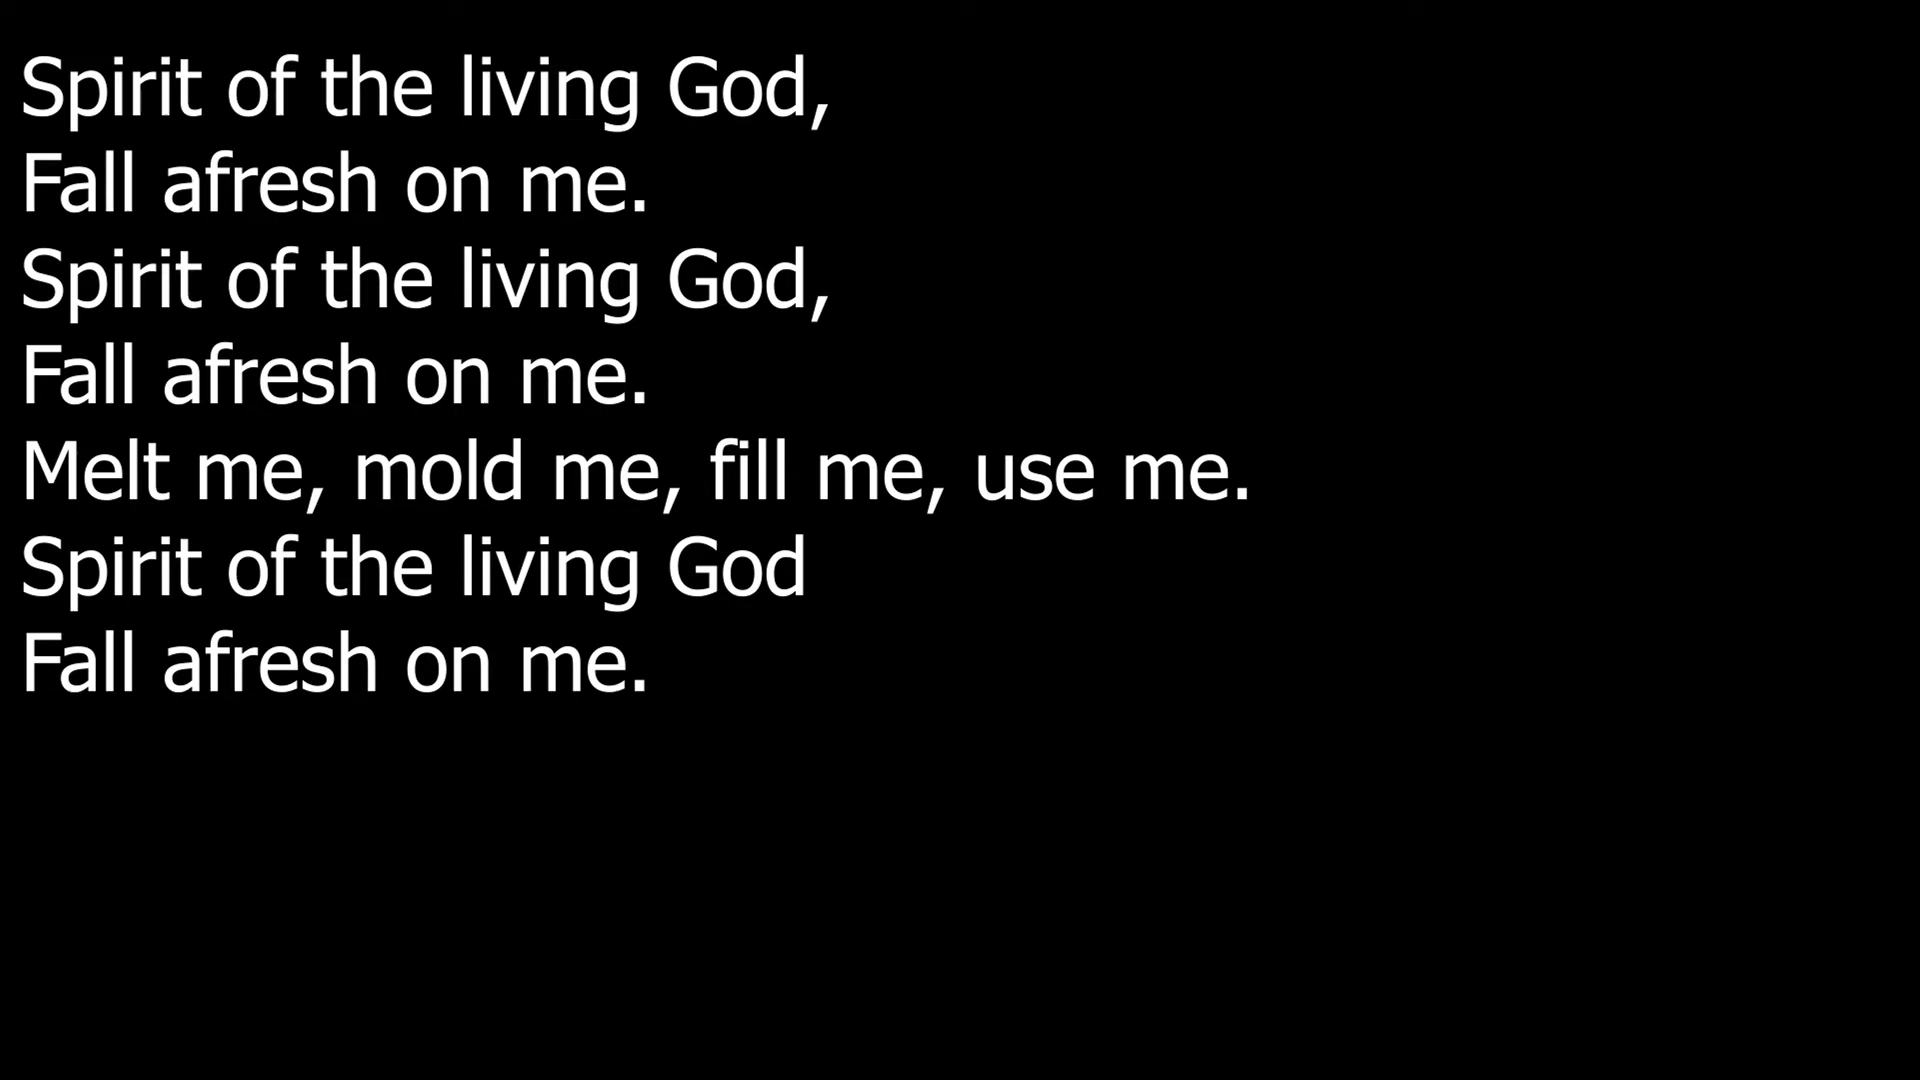 Spirit of the living God,
Fall afresh on me.
Spirit of the living God,
Fall afresh on me.
Melt me, mold me, fill me, use me.
Spirit of the living God
Fall afresh on me.